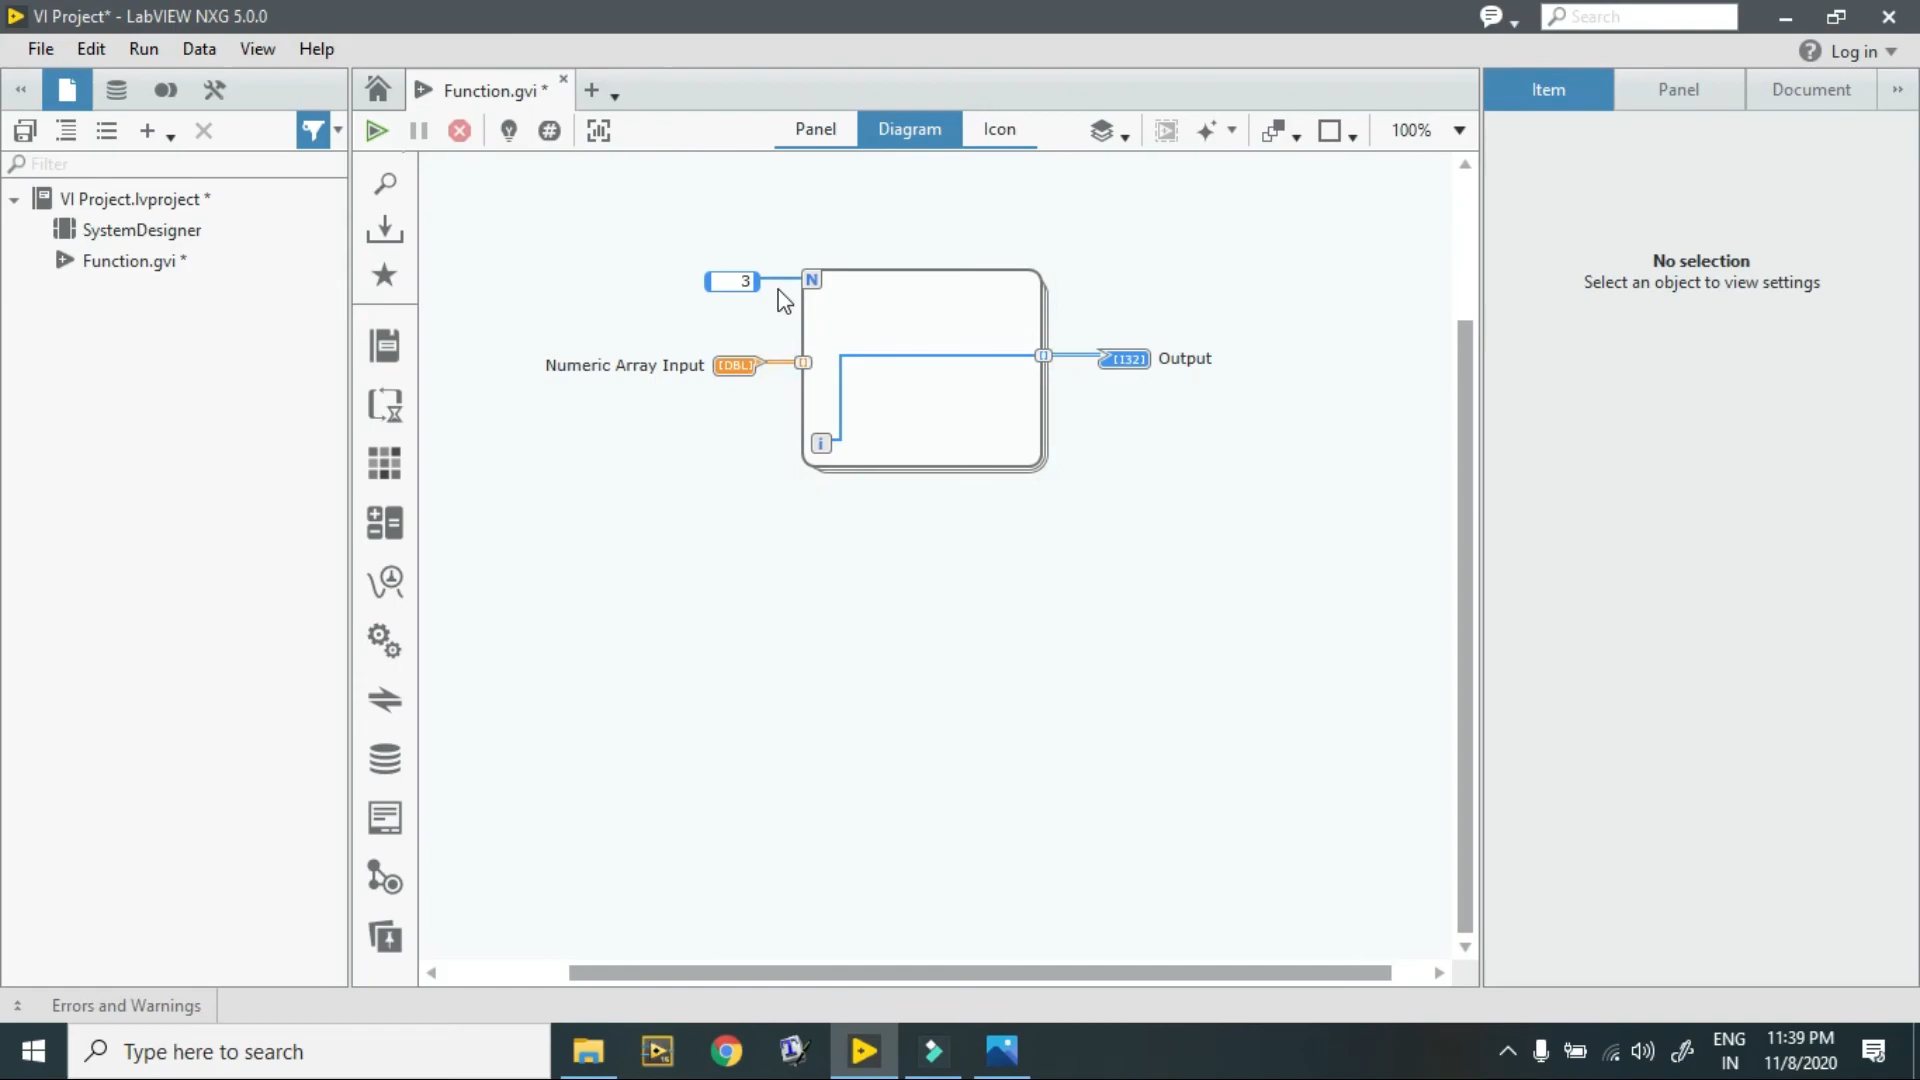 VI Project* - LabVIEW NXG 5.0.0
Search
File Edit Run Data View Help
Log in
Function.gvi *
Item Panel Document
Panel Diagram Icon
100%
Filter
VI Project.lvproject *
SystemDesigner
Function.gvi *
3
N
Numeric Array Input
[DBL]
[]
[]
[I32]
Output
i
No selection
Select an object to view settings
Errors and Warnings
Type here to search
ENG
IN
11:39 PM
11/8/2020